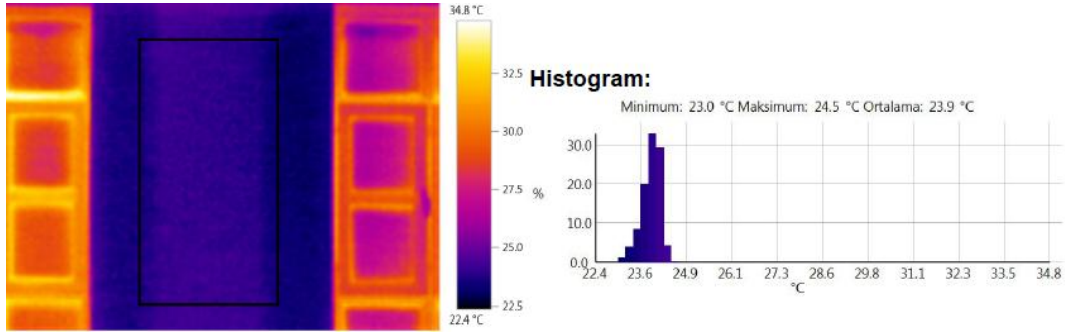 34.8 °C
32.5
30.0
27.5
25.0
22.5
22.4 °C
Histogram:
Minimum: 23.0 °C Maksimum: 24.5 °C Ortalama: 23.9 °C
%
30.0
20.0
10.0
0.0
22.4 23.6 24.9 26.1 27.3 28.6 29.8 31.1 32.3 33.5 34.8
°C